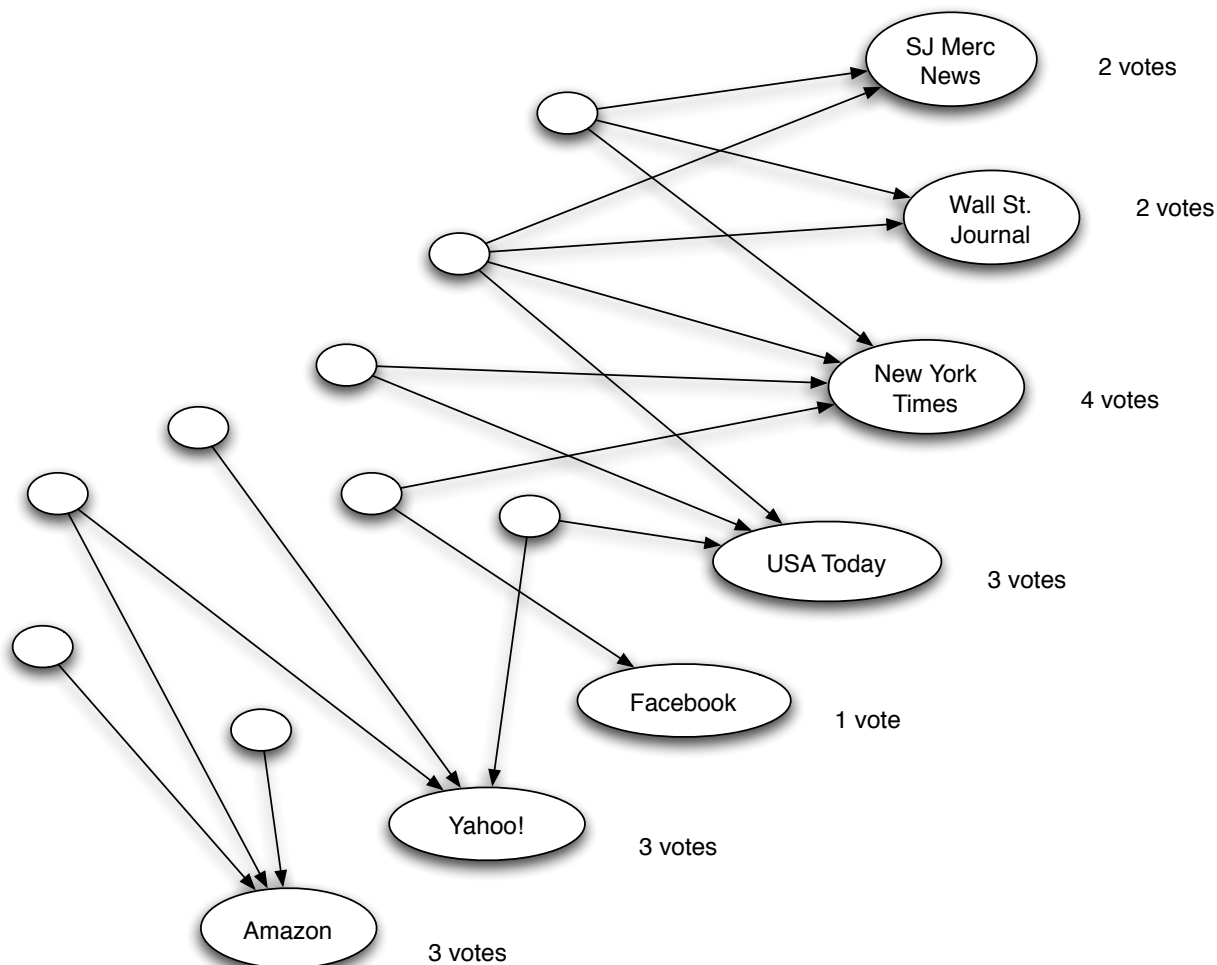 SJ Merc
News
2 votes
Wall St.
Journal
2 votes
New York
Times
4 votes
USA Today
3 votes
Facebook
1 vote
Yahoo!
3 votes
Amazon
3 votes